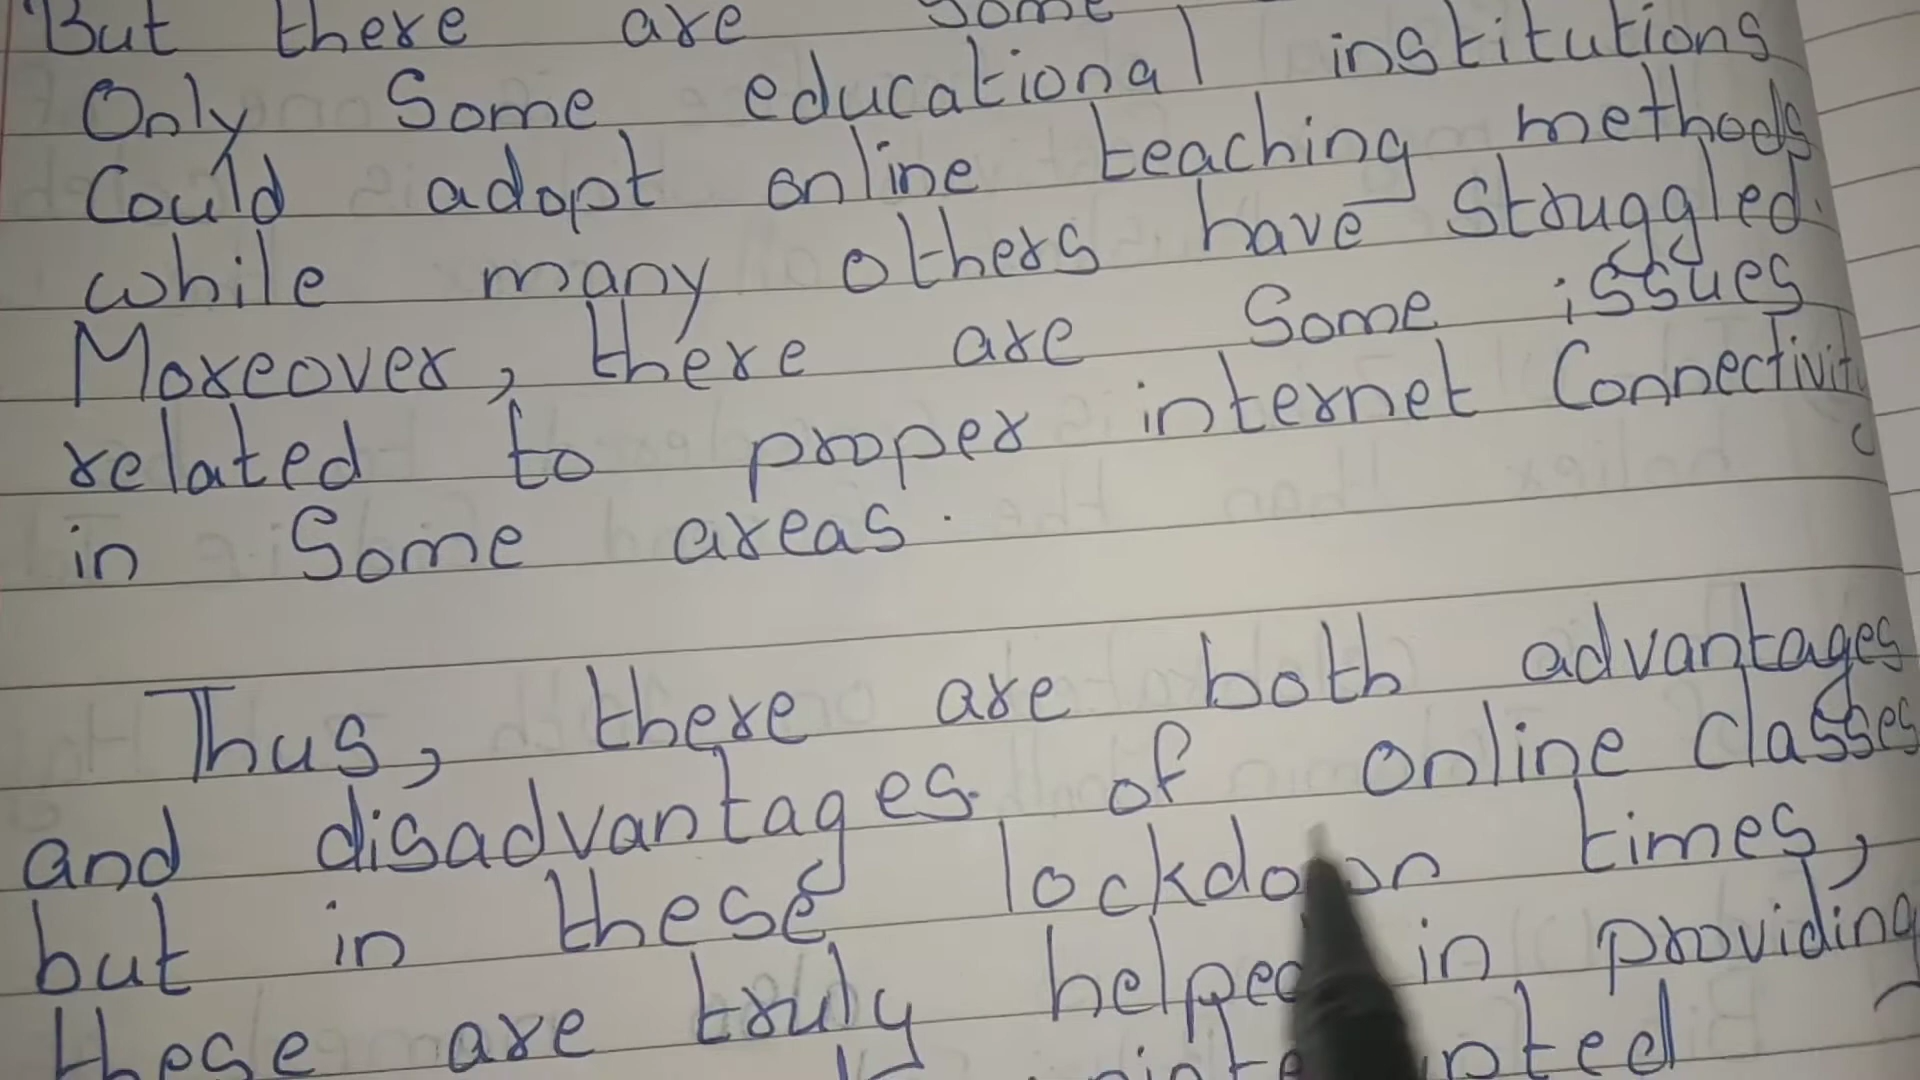 But there are some
Only Some educational institutions
Could adopt online teaching methods
while many others have struggled.
Moreover, there are Some issues
related to proper internet Connectivity
in Some areas.
Thus, there are both advantages
and disadvantages of online classes
but in these lockdown times,
these are truly helped in providing